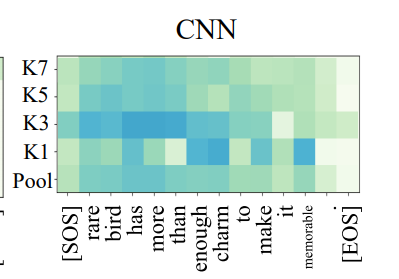 CNN
K7
K5
K3
K1
Pool
[SOS]
rare
bird
has
more
than
enough
charm
to
make
it
memorable
.
[EOS]